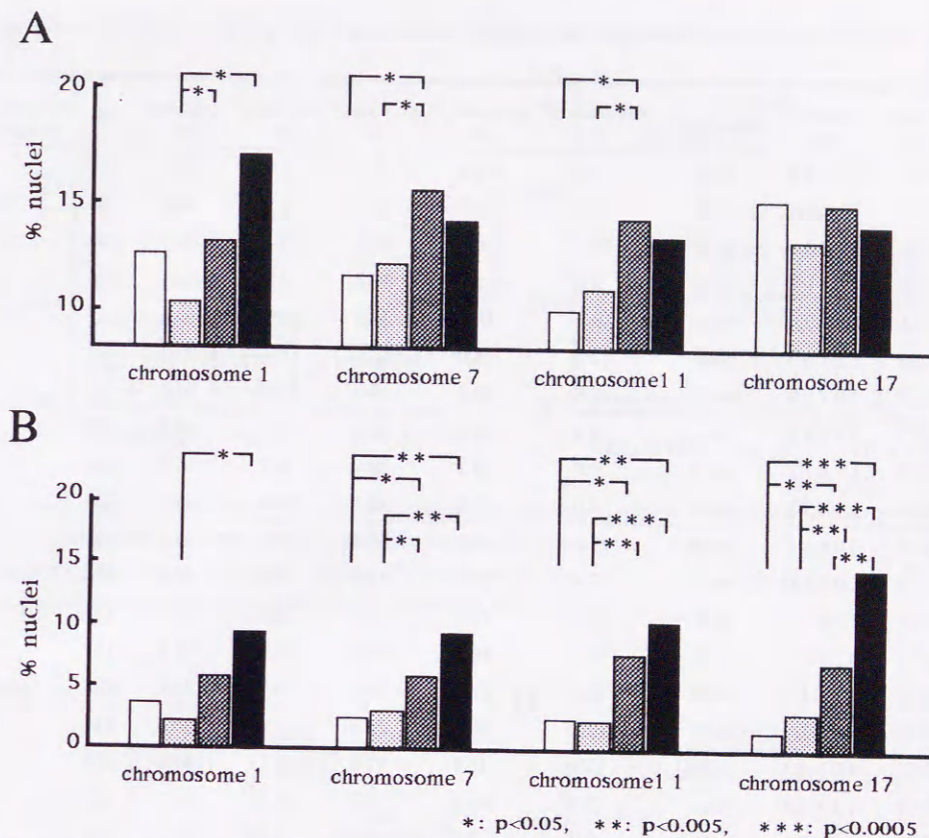 A
20
15
10
% nuclei
* * * * * *
chromosome 1 chromosome 7 chromosome1 1 chromosome 17
B
20
15
10
5
0
% nuclei
* ** *** ***
* * **
** *** ***
* ** **
**
chromosome 1 chromosome 7 chromosome1 1 chromosome 17
*: p<0.05, **: p<0.005, ***: p<0.0005